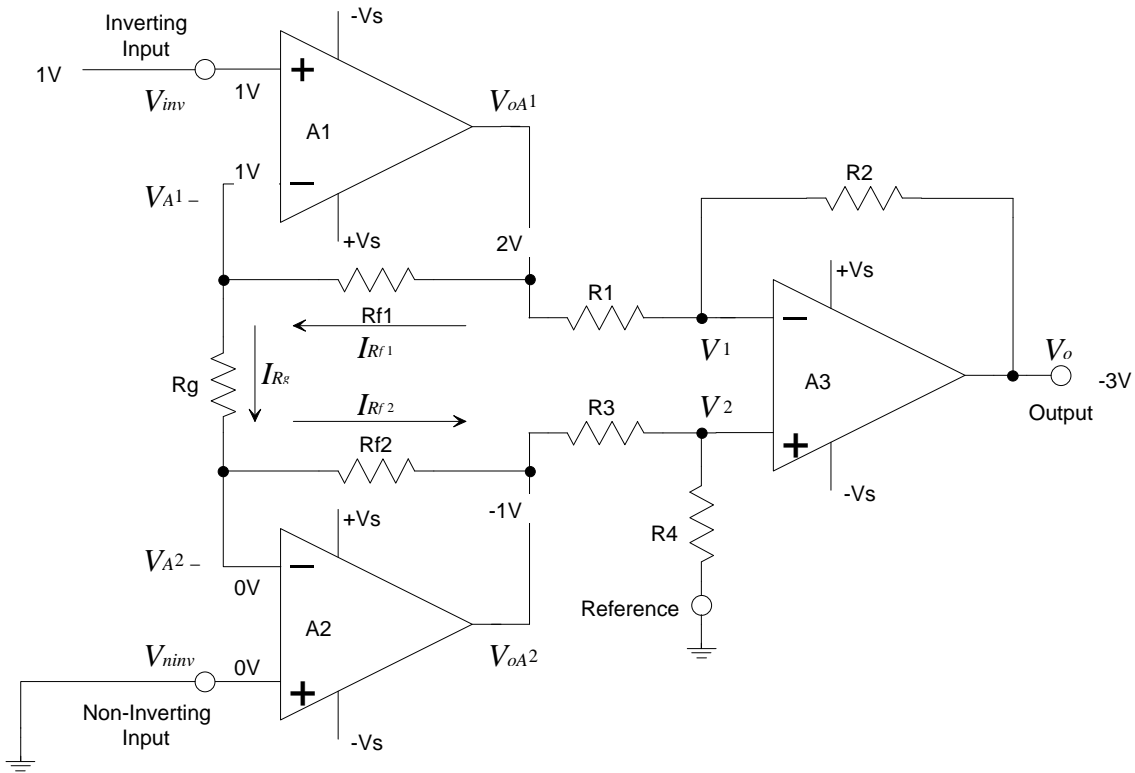 Inverting
Input
-Vs
1V
Vinv
1V
+
A1
VoA1
1V
VA1 –
–
+Vs
2V
R2
Rf1
IRf1
R1
V1
+Vs
–
A3
Vo
-3V
Output
Rg
IRg
IRf2
Rf2
R3
V2
+
-Vs
-1V
R4
+Vs
VA2 –
0V
–
A2
Reference
VoA2
Vninv
0V
+
Non-Inverting
Input
-Vs